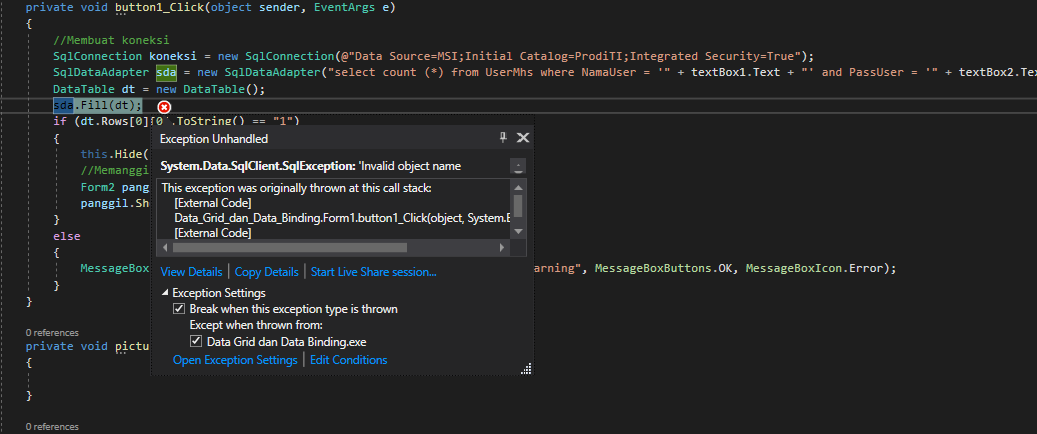 private void button1_Click(object sender, EventArgs e)
{
//Membuat koneksi
SqlConnection koneksi = new SqlConnection(@"Data Source=MSI;Initial Catalog=ProdiTI;Integrated Security=True");
SqlDataAdapter sda = new SqlDataAdapter("select count (*) from UserMhs where NamaUser = '" + textBox1.Text + "' and PassUser = '" + textBox2.Te
DataTable dt = new DataTable();
sda.Fill(dt);
if (dt.Rows[0][0].ToString() == "1")
Exception Unhandled
{
this.Hide(
System.Data.SqlClient.SqlException: 'Invalid object name
//Memanggi
This exception was originally thrown at this call stack:
Form2 pang
[External Code]
panggil.Sh
Data_Grid_dan_Data_Binding.Form1.button1_Click(object, System.E
}
[External Code]
else
{
MessageBox
arning", MessageBoxButtons.OK, MessageBoxIcon.Error);
View Details | Copy Details | Start Live Share session...
}
Exception Settings
}
Break when this exception type is thrown
Except when thrown from:
0 references
private void pictu
Data Grid dan Data Binding.exe
{
Open Exception Settings | Edit Conditions
}
0 references